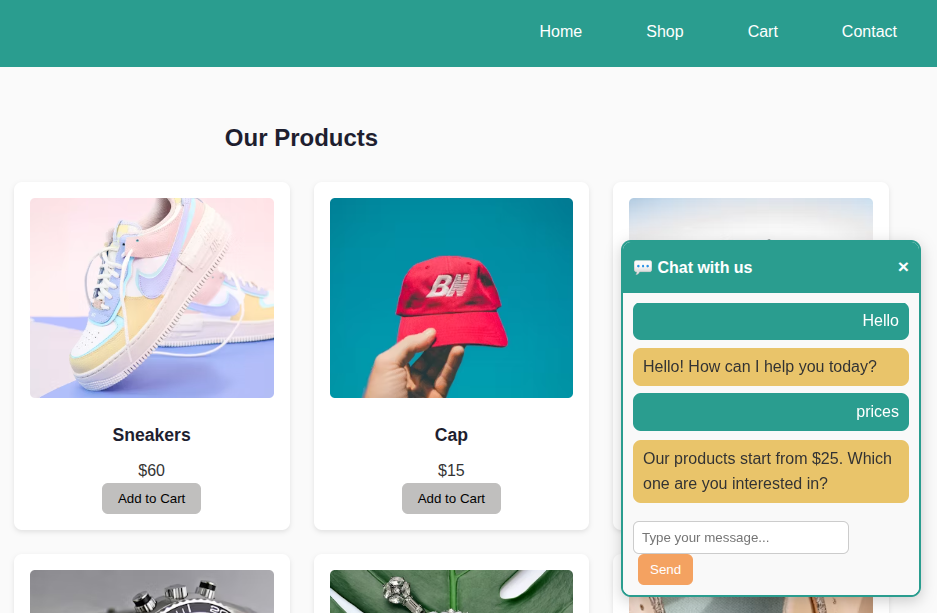 Home Shop Cart Contact
Our Products
BN
Sneakers
$60
Add to Cart
Cap
$15
Add to Cart
💬 Chat with us
×
Hello
Hello! How can I help you today?
prices
Our products start from $25. Which
one are you interested in?
Type your message...
Send